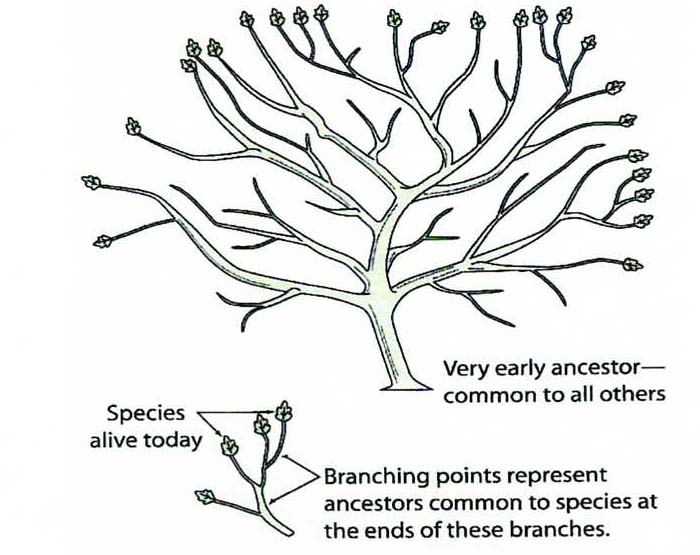 Very early ancestor—
common to all others
Species
alive today
Branching points represent
ancestors common to species at
the ends of these branches.